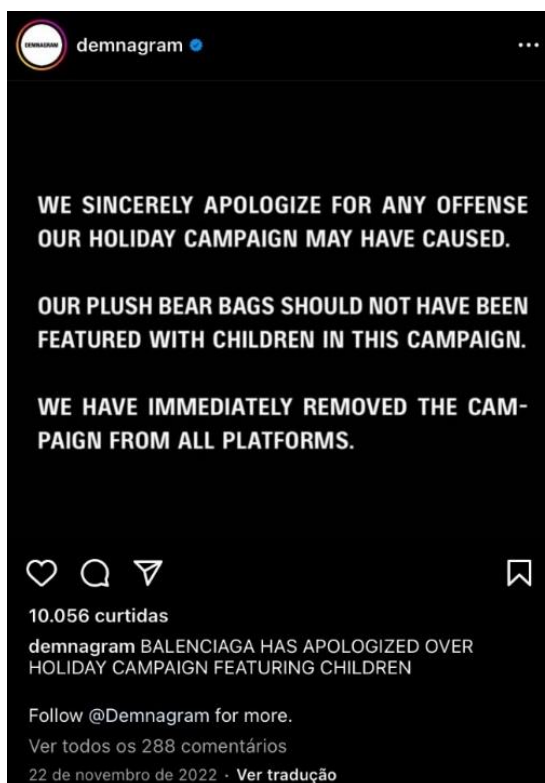 DEMNAGRAM
demnagram
WE SINCERELY APOLOGIZE FOR ANY OFFENSE
OUR HOLIDAY CAMPAIGN MAY HAVE CAUSED.
OUR PLUSH BEAR BAGS SHOULD NOT HAVE BEEN
FEATURED WITH CHILDREN IN THIS CAMPAIGN.
WE HAVE IMMEDIATELY REMOVED THE CAM-
PAIGN FROM ALL PLATFORMS.
10.056 curtidas
demnagram BALENCIAGA HAS APOLOGIZED OVER
HOLIDAY CAMPAIGN FEATURING CHILDREN
Follow @Demnagram for more.
Ver todos os 288 comentários
22 de novembro de 2022 · Ver tradução